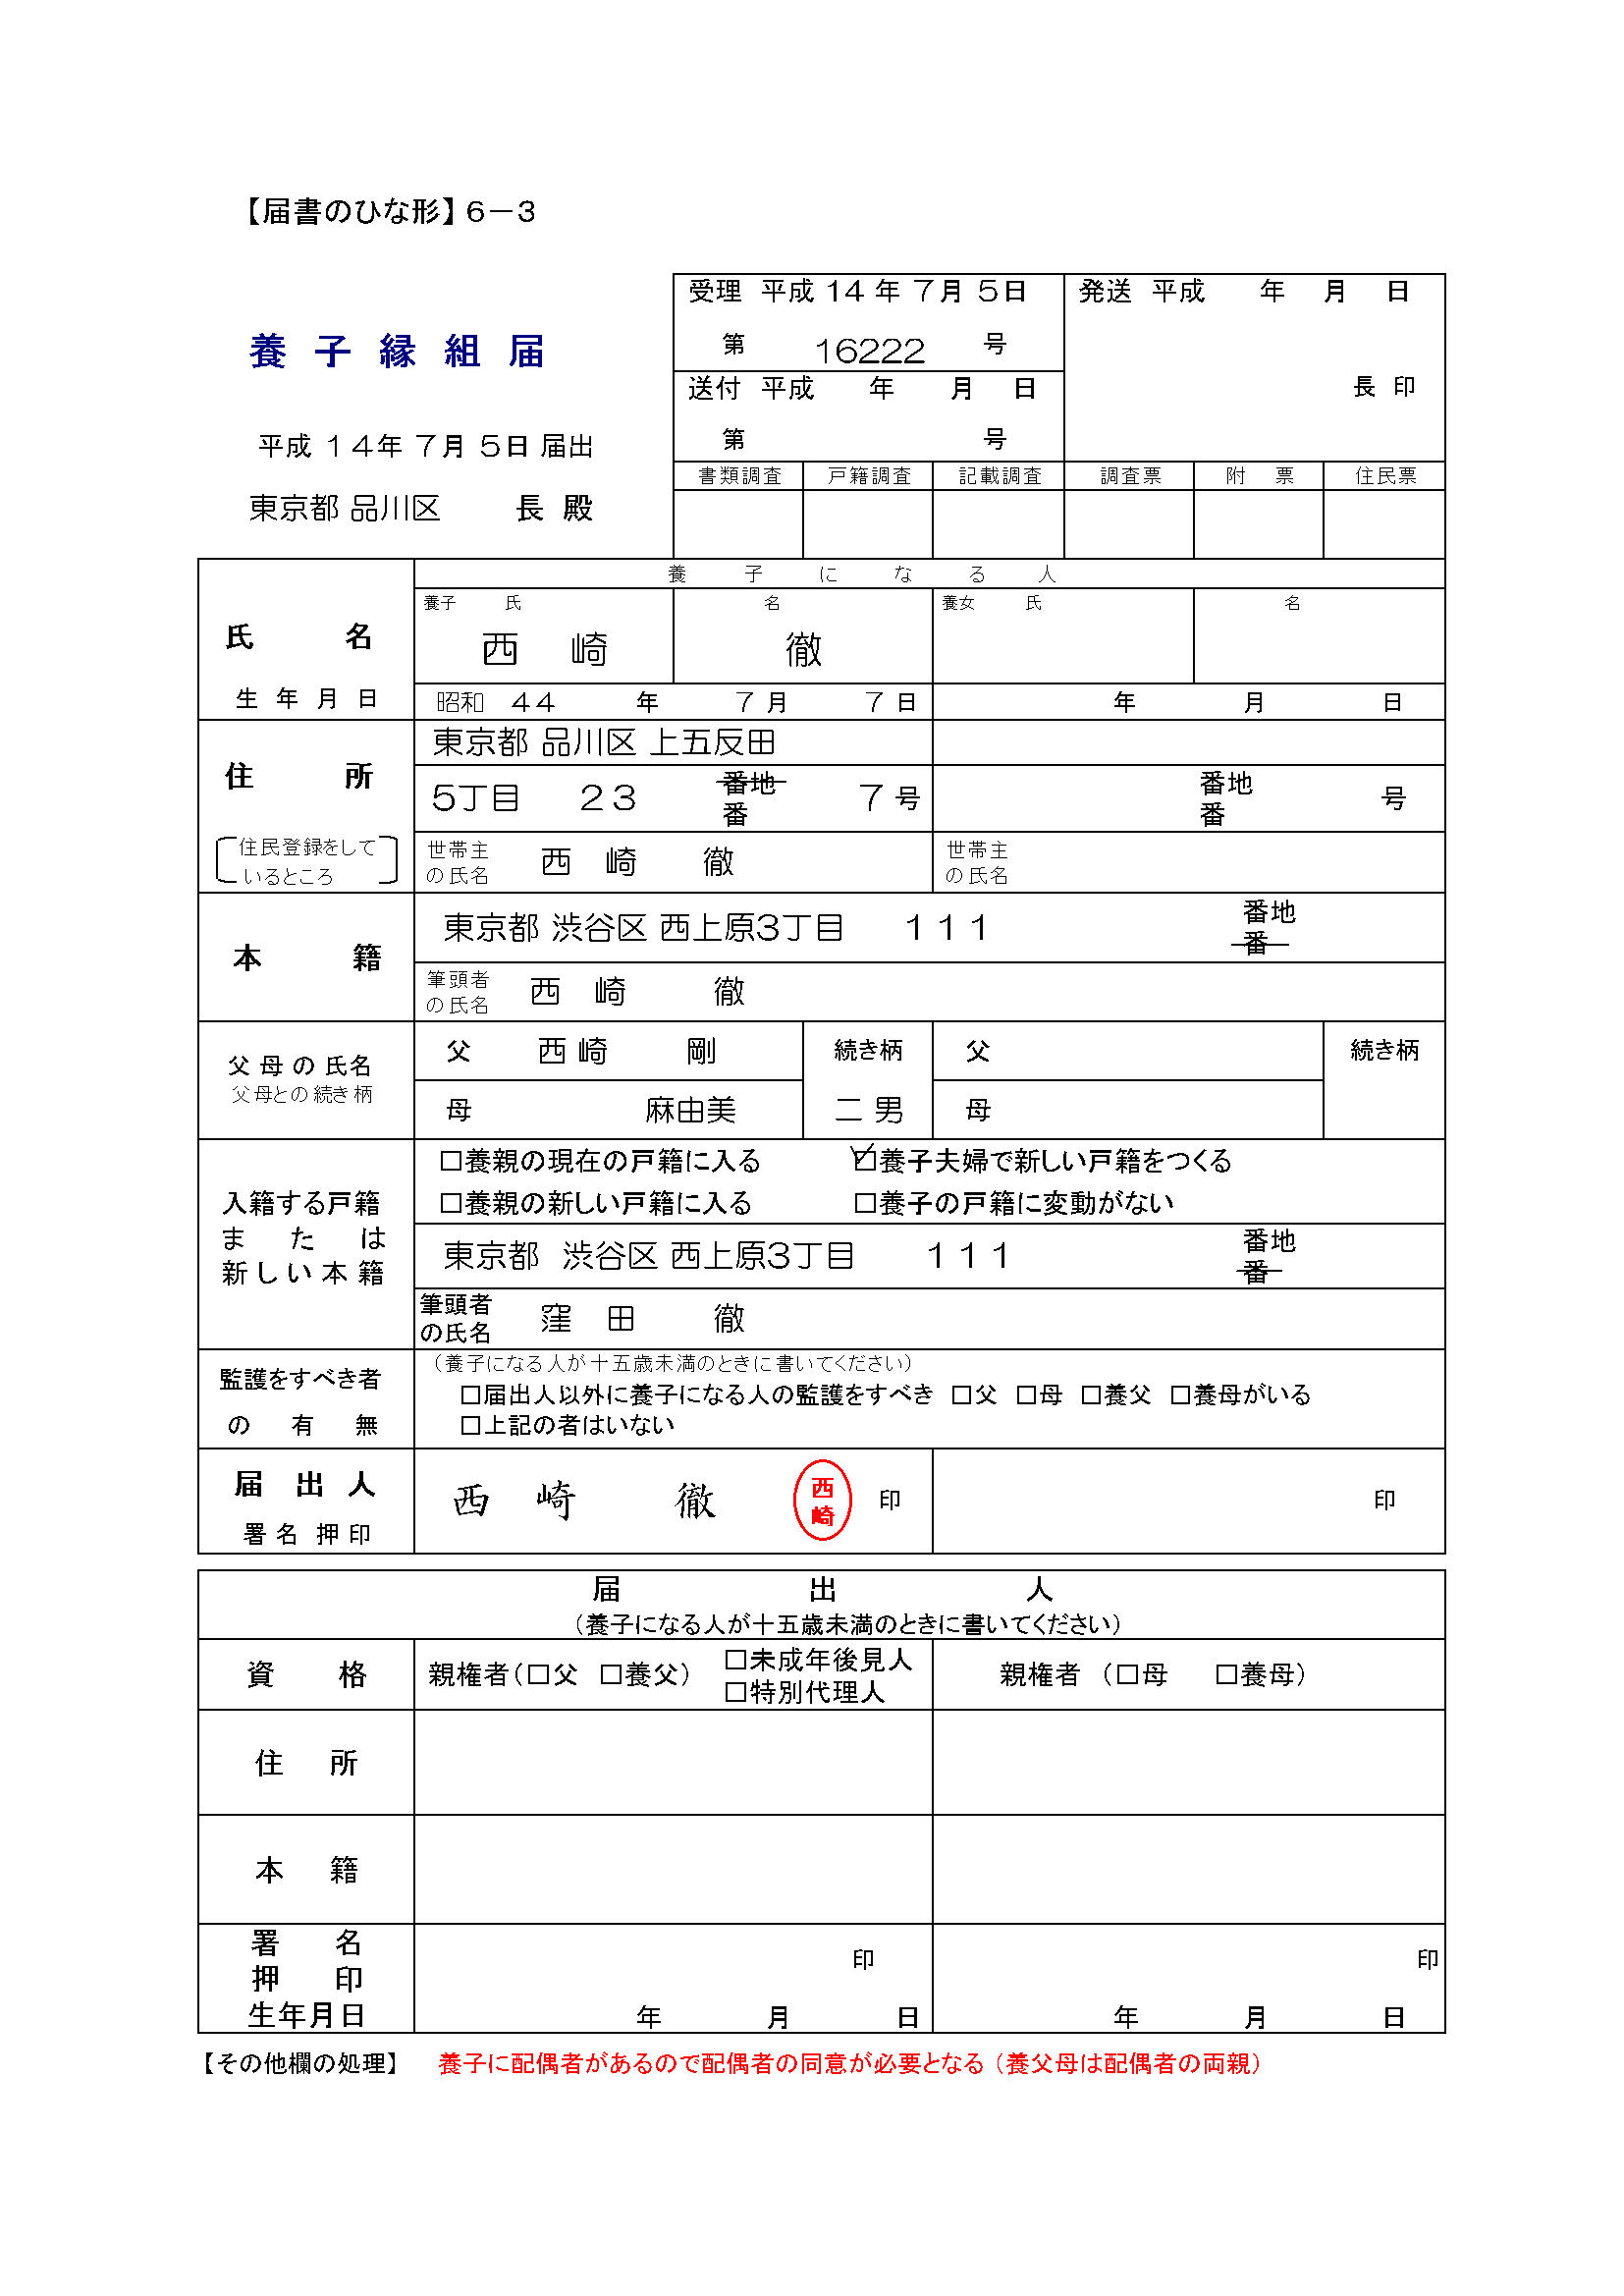 【届書のひな形】６－３
養子縁組届
平成 １４年 ７月 ５日 届出
東京都 品川区 長 殿
受理 平成 14 年 ７月 ５日
第 16222 号
送付 平成 年 月 日
第 号
発送 平成 年 月 日
長 印
書類調査 戸籍調査 記載調査 調査票 附 票 住民票
養 子 に な る 人
氏 名
養子 氏 名 養女 氏 名
西 崎 徹
生 年 月 日
昭和 ４４ 年 ７ 月 ７ 日 年 月 日
住 所
東京都 品川区 上五反田
5丁目 ２３ 番地 番 ７ 号 番地 番 号
住民登録をして
いるところ
世帯主
の氏名
西 崎 徹
世帯主
の氏名
本 籍
東京都 渋谷区 西上原3丁目 １１１ 番地
番
筆頭者
の氏名
西 崎 徹
父母の氏名
父母との続き柄
父 西崎 剛 続き柄 父 続き柄
母 麻由美 二 男 母
入籍する戸籍
ま た は
新しい本籍
□養親の現在の戸籍に入る ☑養子夫婦で新しい戸籍をつくる
□養親の新しい戸籍に入る □養子の戸籍に変動がない
東京都 渋谷区 西上原3丁目 １１１ 番地
番
筆頭者
の氏名
窪 田 徹
監護をすべき者
の 有 無
（養子になる人が十五歳未満のときに書いてください）
□届出人以外に養子になる人の監護をすべき □父 □母 □養父 □養母がいる
□上記の者はいない
届 出 人
署名 押印
西 崎 徹 西崎 印 印
届 出 人
（養子になる人が十五歳未満のときに書いてください）
資 格
親権者（□父 □養父） □未成年後見人
□特別代理人
親権者 （□母 □養母）
住 所
本 籍
署 名
押 印
印 印
生年月日
年 月 日 年 月 日
【その他欄の処理】 養子に配偶者があるので配偶者の同意が必要となる（養父母は配偶者の両親）